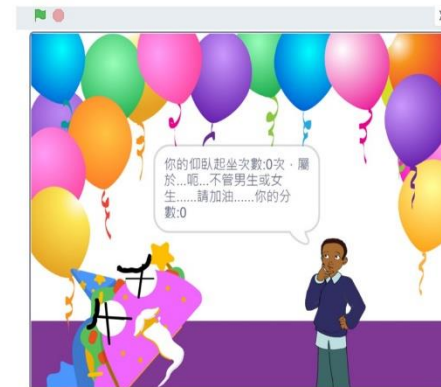 你的仰臥起坐次數:0次，屬
於...呃...不管男生或女
生......請加油......你的分
數:0